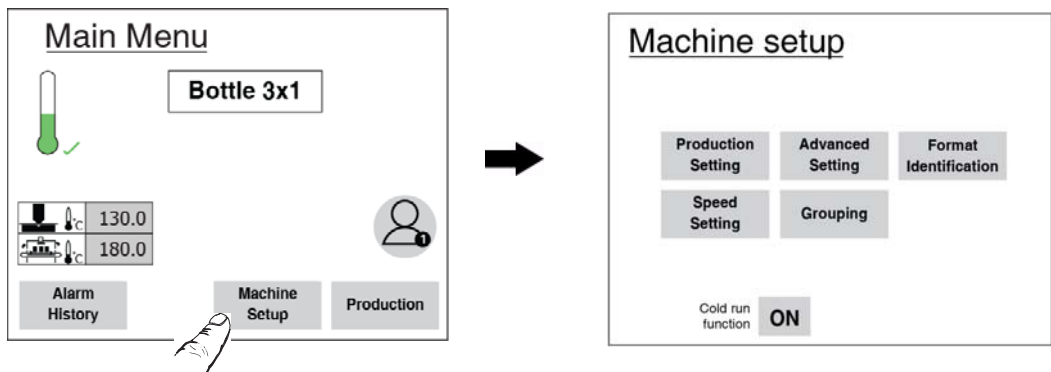 Main Menu
Bottle 3x1
°C 130.0
°C 180.0
1
Alarm
History
Machine
Setup
Production
Machine setup
Production
Setting
Advanced
Setting
Format
Identification
Speed
Setting
Grouping
Cold run
function
ON